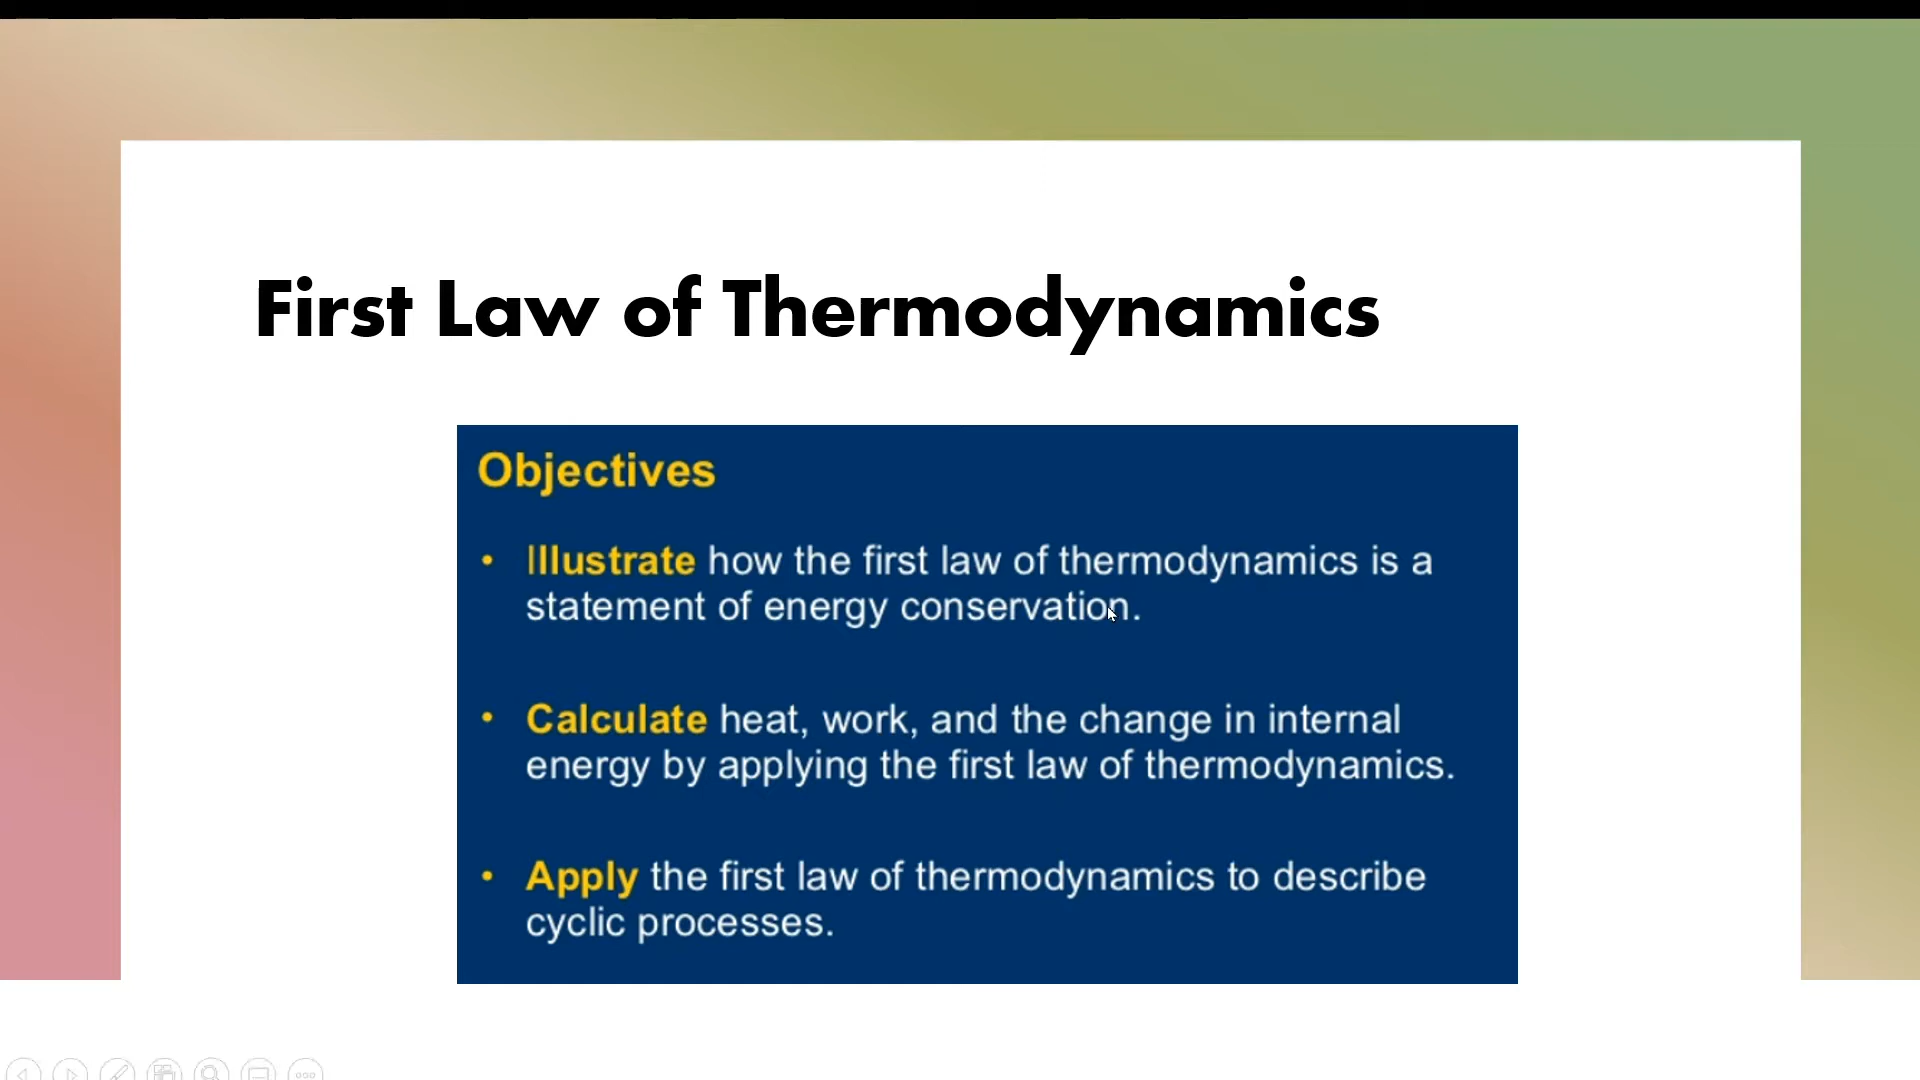 First Law of Thermodynamics
Objectives
• Illlustrate how the first law of thermodynamics is a
statement of energy conservation.
• Calculate heat, work, and the change in internal
energy by applying the first law of thermodynamics.
• Apply the first law of thermodynamics to describe
cyclic processes.